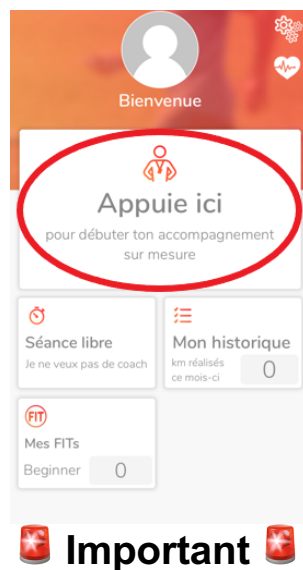 Bienvenue
Appuie ici
pour débuter ton accompagnement
sur mesure
Séance libre
Je ne veux pas de coach
Mon historique
km réalisés
ce mois-ci
0
FIT
Mes FITs
Beginner 0
🚨 Important 🚨